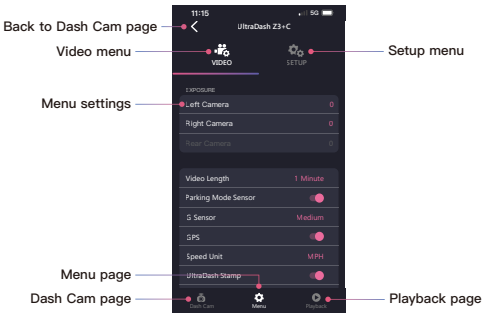 11:15
5G
Back to Dash Cam page
UltraDash Z3+C
Video menu
VIDEO
SETUP
Setup menu
EXPOSURE
Menu settings
Left Camera 0
Right Camera 0
Rear Camera 0
Video Length 1 Minute
Parking Mode Sensor
G Sensor Medium
GPS
Speed Unit MPH
Menu page
UltraDash Stamp
Dash Cam page
Dash Cam
Menu
Playback
Playback page